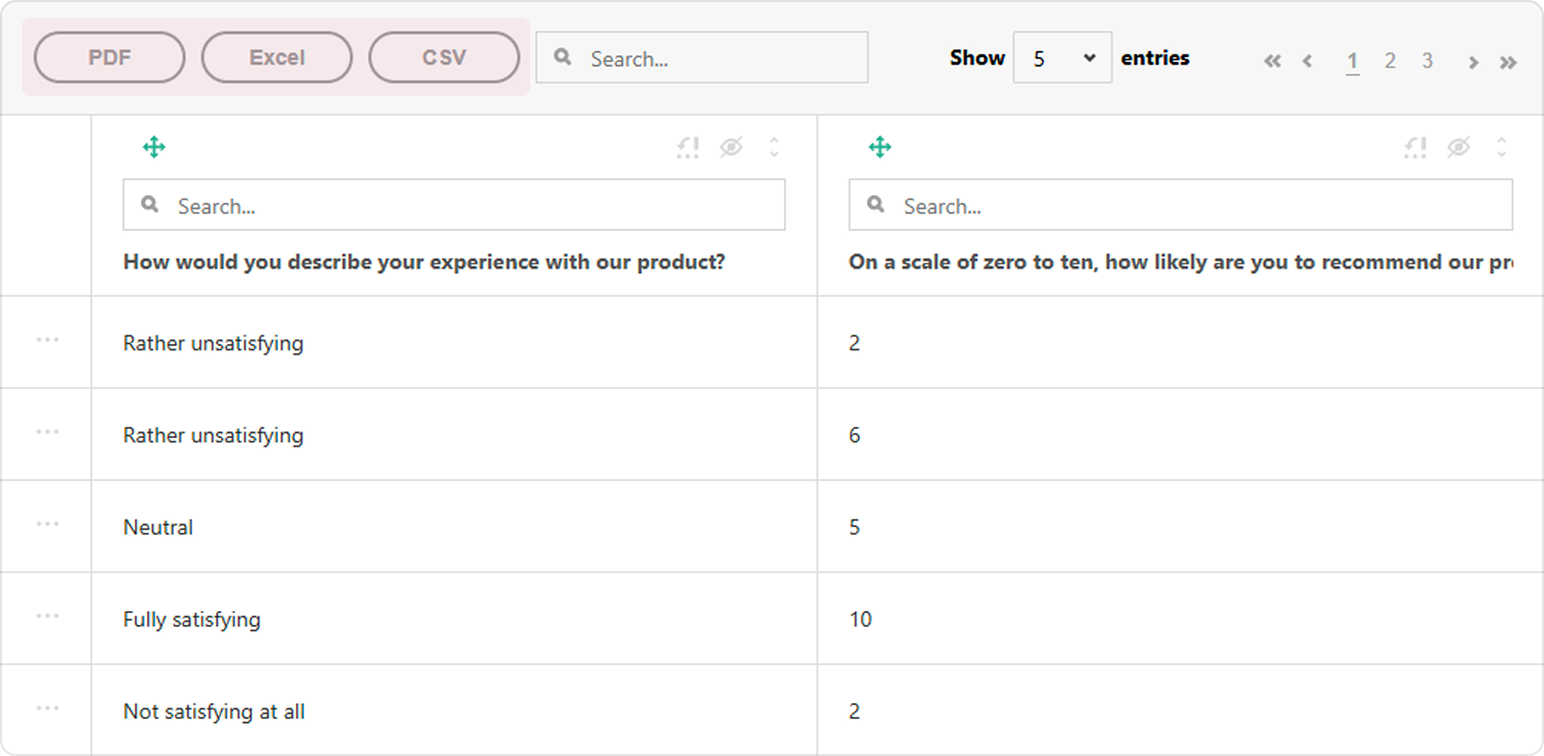 PDF Excel CSV Search... Show 5 entries « ‹ 1 2 3 › »
Search... Search...
How would you describe your experience with our product? On a scale of zero to ten, how likely are you to recommend our
Rather unsatisfying 2
Rather unsatisfying 6
Neutral 5
Fully satisfying 10
Not satisfying at all 2